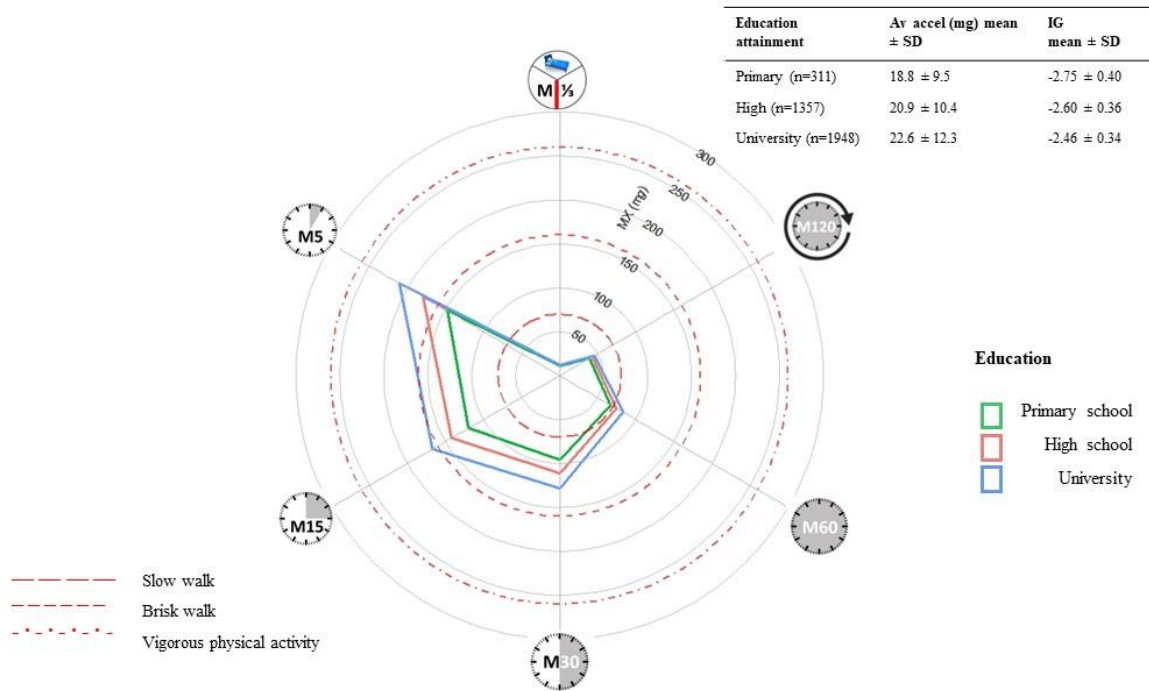 Education attainment Av accel (mg) mean ± SD IG mean ± SD
Primary (n=311) 18.8 ± 9.5 -2.75 ± 0.40
High (n=1357) 20.9 ± 10.4 -2.60 ± 0.36
University (n=1948) 22.6 ± 12.3 -2.46 ± 0.34
M ⅓
300
250
MX (mg)
200
150
100
50
M5
M120
M15
M60
M30
Education
Primary school
High school
University
Slow walk
Brisk walk
Vigorous physical activity